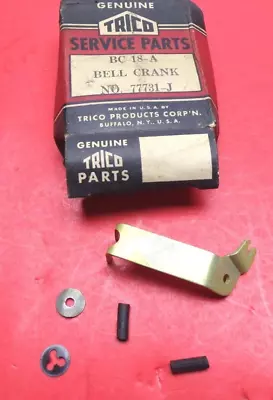 GENUINE
TRICO
SERVICE PARTS
BC-18-A
BELL CRANK
NO. 77731-J
MADE IN U.S.A. BY
TRICO PRODUCTS CORP'N.
BUFFALO, N.Y., U.S.A.
GENUINE
TRICO
PARTS